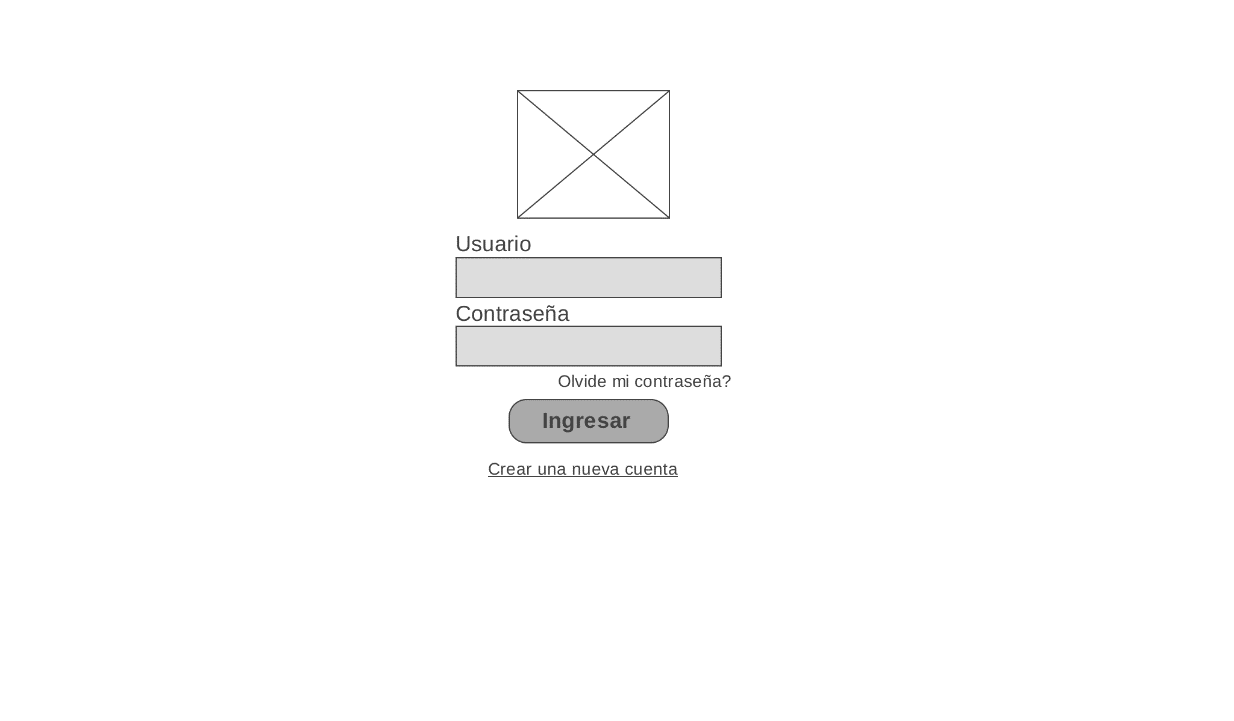 Usuario
Contraseña
Olvide mi contraseña?
Ingresar
Crear una nueva cuenta